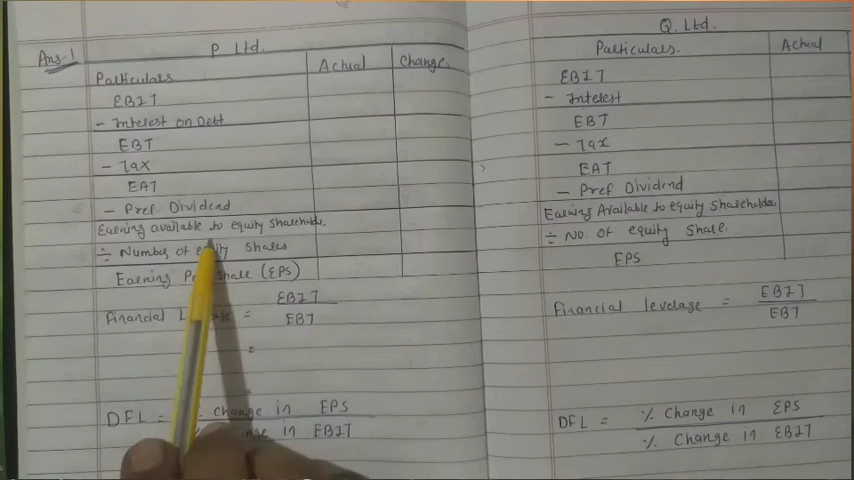 Ans-1
P Ltd.
Particulars Actual Change
EBIT
- Interest on Debt
EBT
- Tax
EAT
- Pref. Dividend
Earning available to equity Shareholde.
÷ Number of equity Shares
Earning Per Share (EPS)
Financial = EBIT
EBT
=
DFL = % Change in EPS
Change in EBIT
Q. Ltd.
Particulars. Actual
EBIT
- Interest
EBT
- Tax
EAT
- Pref Dividend
Earning Available to equity Shareholde
÷ No. of equity Share.
EPS
Financial leverage = EBIT
EBT
DFL = % Change in EPS
% Change in EBIT